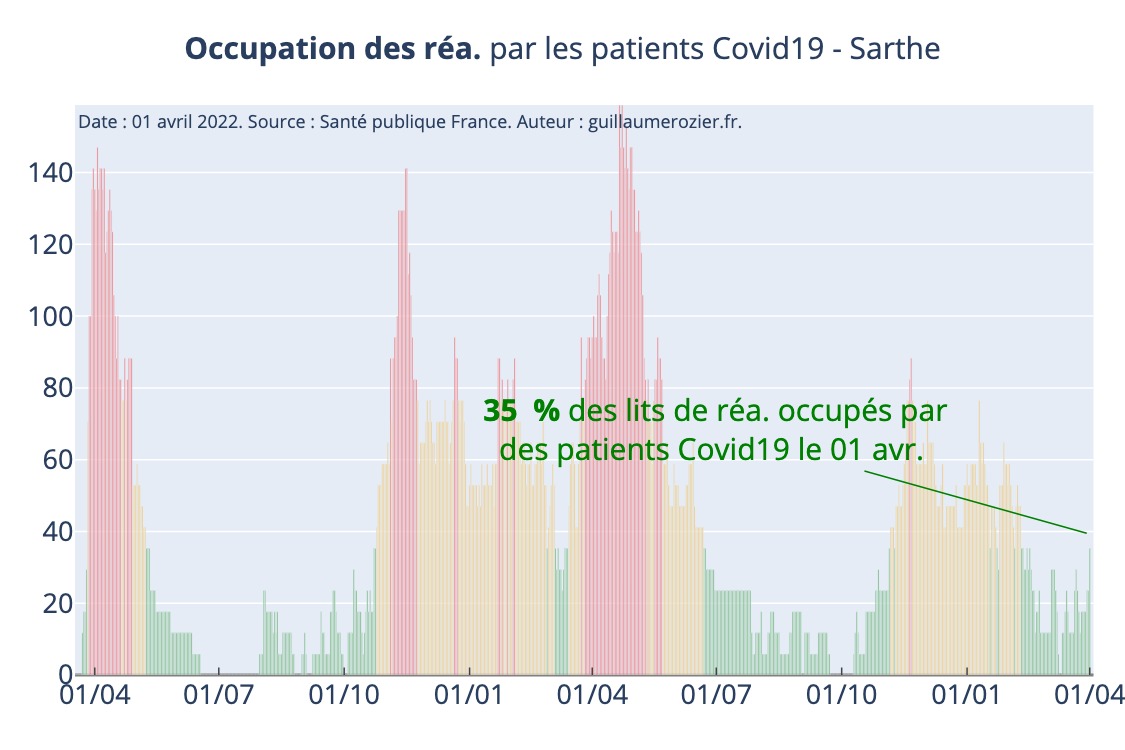 Occupation des réa. par les patients Covid19 - Sarthe
Date : 01 avril 2022. Source : Santé publique France. Auteur : guillaumerozier.fr.
140
120
100
80
35 % des lits de réa. occupés par
des patients Covid19 le 01 avr.
60
40
20
0
01/04 01/07 01/10 01/01 01/04 01/07 01/10 01/01 01/04